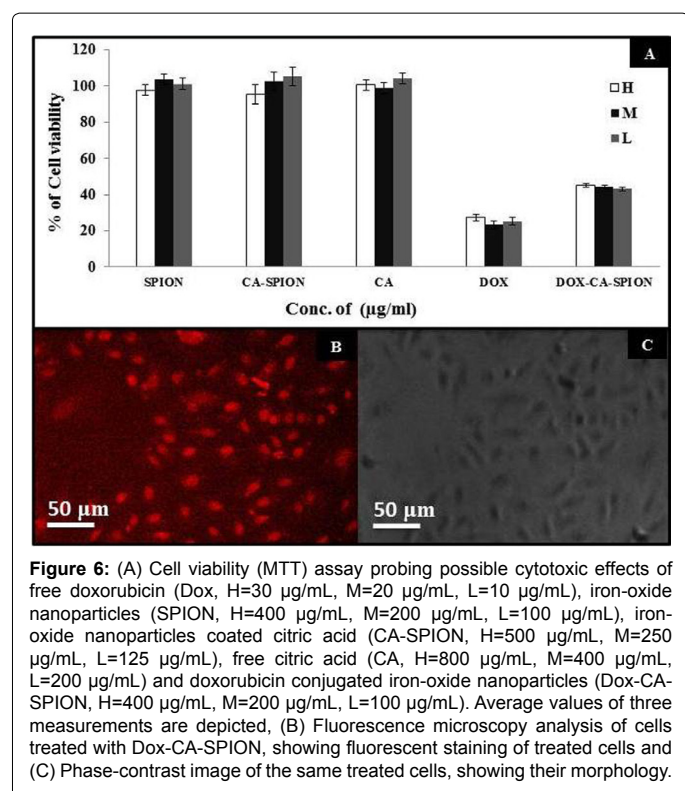 120
A
100
80
60
40
20
0
% of Cell viability
H
M
L
SPION CA-SPION CA DOX DOX-CA-SPION
Conc. of (µg/ml)
B
50 µm
C
50 µm
Figure 6: (A) Cell viability (MTT) assay probing possible cytotoxic effects of
free doxorubicin (Dox, H=30 µg/mL, M=20 µg/mL, L=10 µg/mL), iron-oxide
nanoparticles (SPION, H=400 µg/mL, M=200 µg/mL, L=100 µg/mL), iron-
oxide nanoparticles coated citric acid (CA-SPION, H=500 µg/mL, M=250
µg/mL, L=125 µg/mL), free citric acid (CA, H=800 µg/mL, M=400 µg/mL,
L=200 µg/mL) and doxorubicin conjugated iron-oxide nanoparticles (Dox-CA-
SPION, H=400 µg/mL, M=200 µg/mL, L=100 µg/mL). Average values of three
measurements are depicted, (B) Fluorescence microscopy analysis of cells
treated with Dox-CA-SPION, showing fluorescent staining of treated cells and
(C) Phase-contrast image of the same treated cells, showing their morphology.